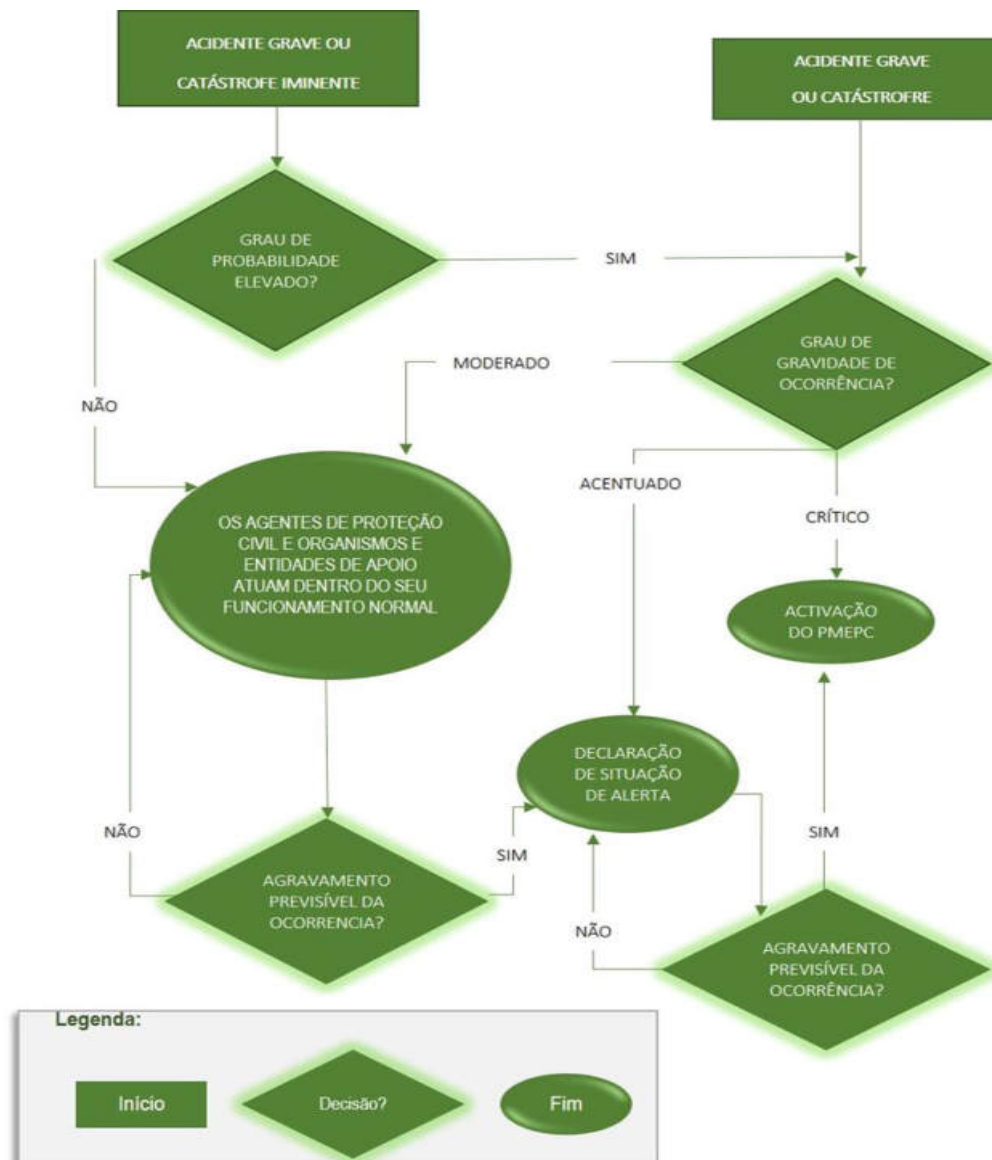 ACIDENTE GRAVE OU
CATÁSTROFE IMINENTE
ACIDENTE GRAVE
OU CATÁSTROFRE
GRAU DE
PROBABILIDADE
ELEVADO?
SIM
GRAU DE
GRAVIDADE DE
OCORRÊNCIA?
MODERADO
NÃO
ACENTUADO
CRÍTICO
OS AGENTES DE PROTEÇÃO
CIVIL E ORGANISMOS E
ENTIDADES DE APOIO
ATUAM DENTRO DO SEU
FUNCIONAMENTO NORMAL
ACTIVAÇÃO
DO PMEPC
DECLARAÇÃO
DE SITUAÇÃO
DE ALERTA
NÃO
SIM
SIM
AGRAVAMENTO
PREVISÍVEL DA
OCORRENCIA?
NÃO
AGRAVAMENTO
PREVISÍVEL DA
OCORRÊNCIA?
Legenda:
Início
Decisão?
Fim